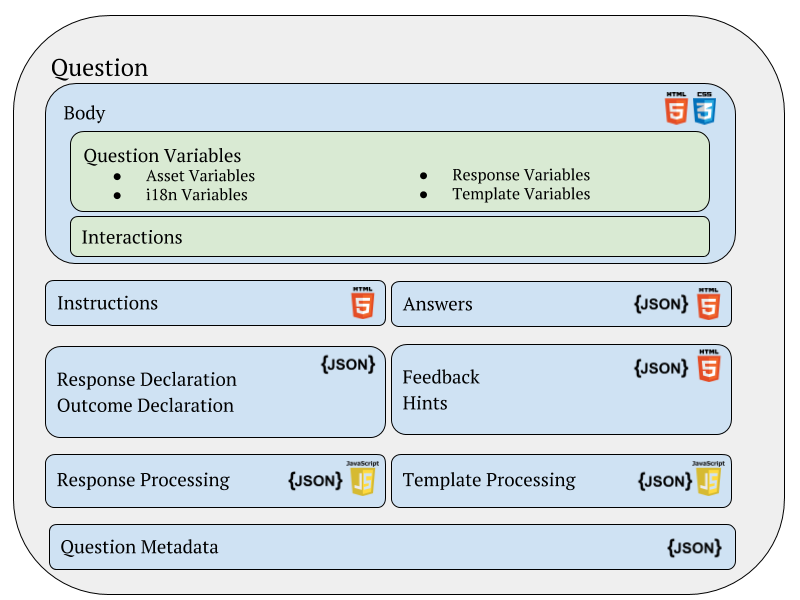 Question
Body
HTML CSS
5 3
Question Variables
● Asset Variables
● i18n Variables
● Response Variables
● Template Variables
Interactions
Instructions
HTML
5
Answers
{JSON}
HTML
5
Response Declaration
Outcome Declaration
{JSON}
Feedback
Hints
{JSON}
HTML
5
Response Processing
{JSON}
JavaScript
JS
Template Processing
{JSON}
JavaScript
JS
Question Metadata
{JSON}